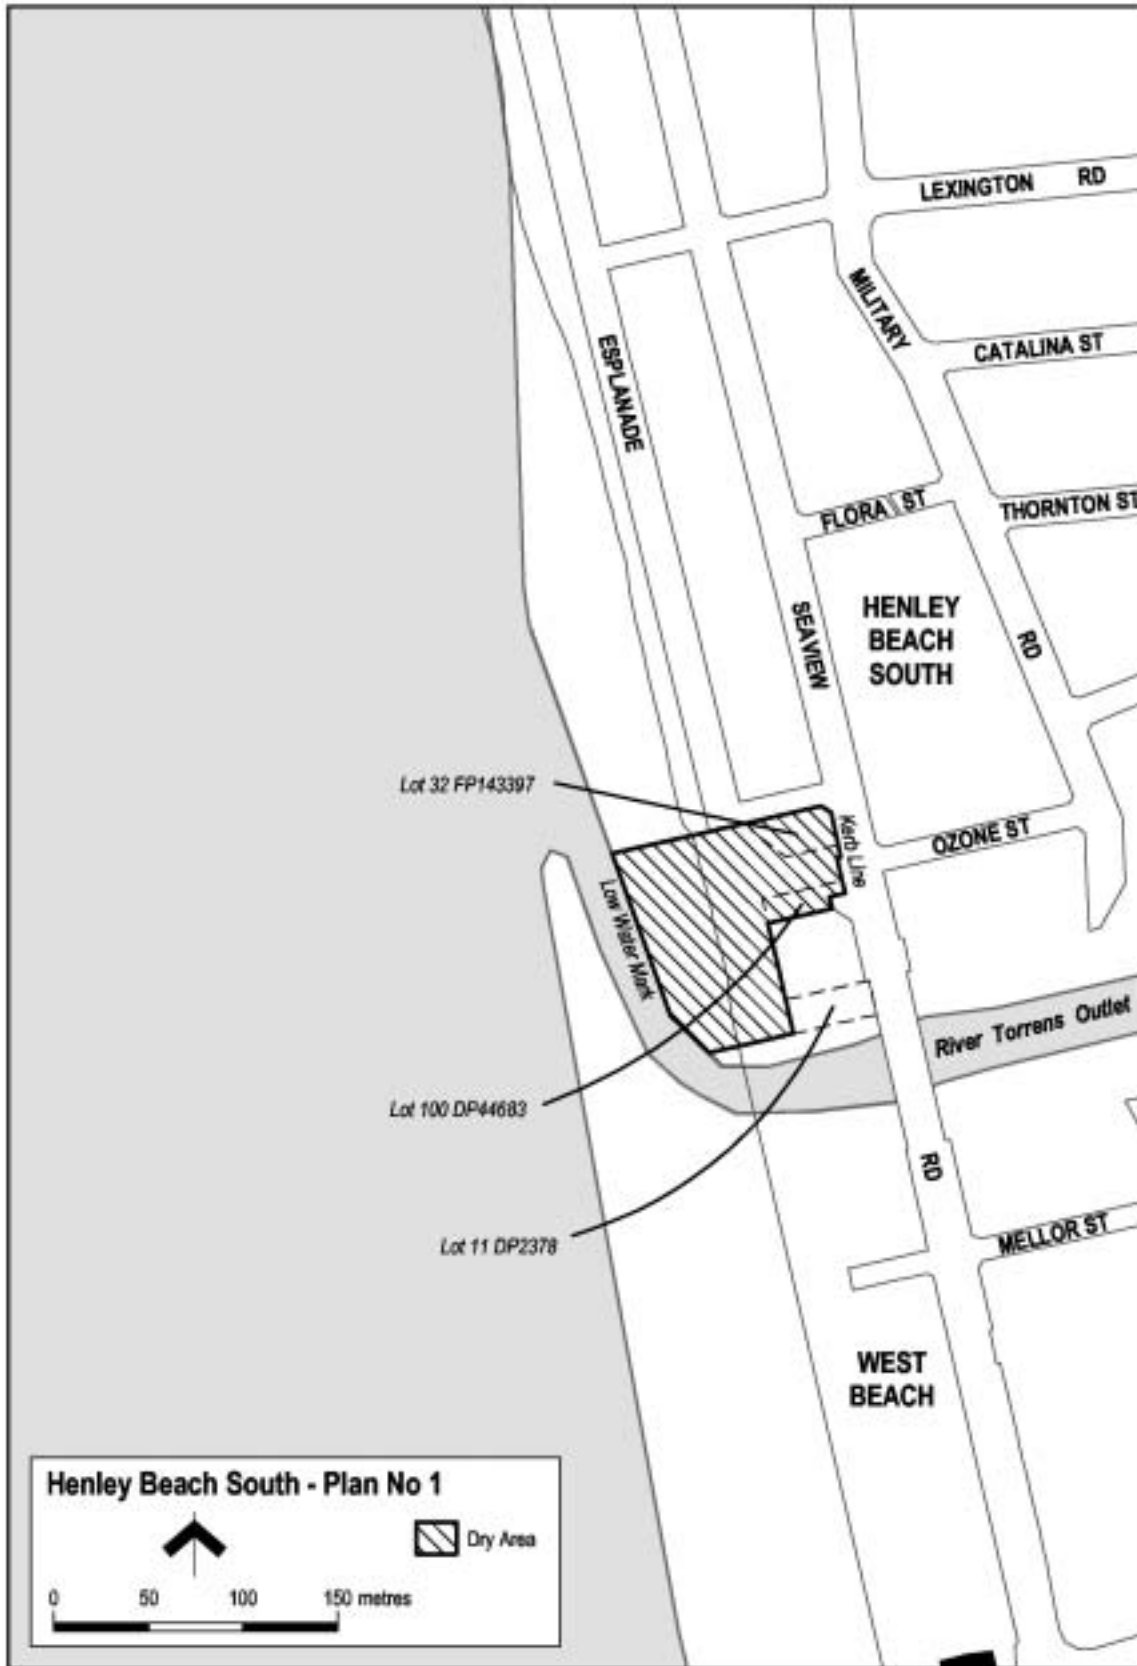 LEXINGTON RD
MILITARY
CATALINA ST
ESPLANADE
FLORA ST
THORNTON ST
HENLEY
BEACH
SOUTH
SEAVIEW
RD
Lot 32 FP143397
Kerb Line
OZONE ST
Low Water Mark
River Torrens Outlet
Lot 100 DP44683
RD
Lot 11 DP2378
MELLOR ST
WEST
BEACH
Henley Beach South - Plan No 1
Dry Area
0 50 100 150 metres